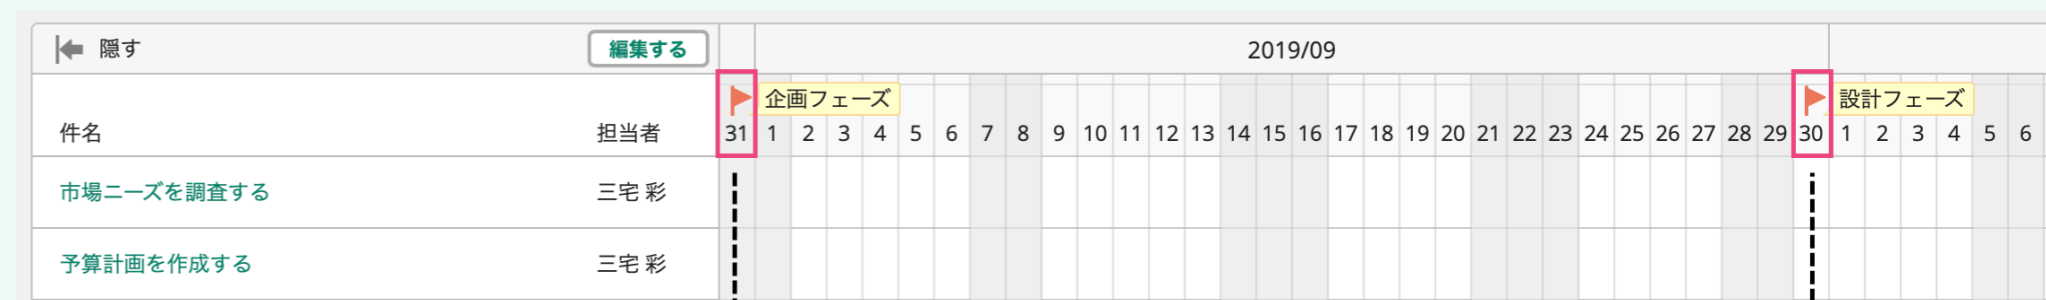 隠す 編集する 2019/09
企画フェーズ 設計フェーズ
件名 担当者 31 1 2 3 4 5 6 7 8 9 10 11 12 13 14 15 16 17 18 19 20 21 22 23 24 25 26 27 28 29 30 1 2 3 4 5 6
市場ニーズを調査する 三宅 彩
予算計画を作成する 三宅 彩